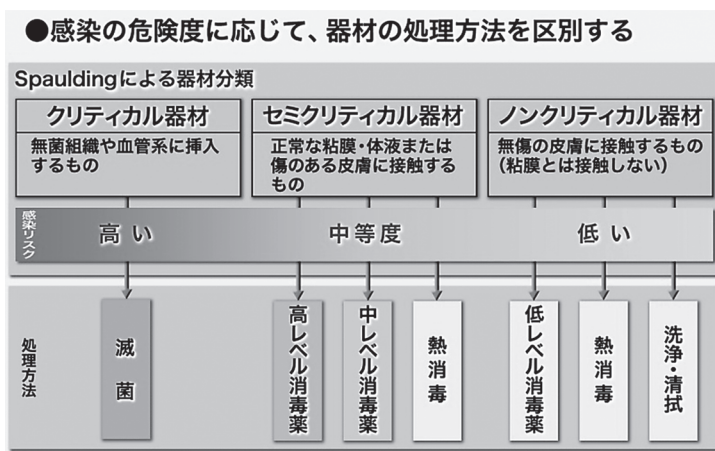 ●感染の危険度に応じて、器材の処理方法を区別する
Spauldingによる器材分類
クリティカル器材
無菌組織や血管系に挿入
するもの
セミクリティカル器材
正常な粘膜・体液または
傷のある皮膚に接触する
もの
ノンクリティカル器材
無傷の皮膚に接触するもの
(粘膜とは接触しない)
感染リスク
高い
中等度
低い
処理方法
滅菌
高レベル消毒薬
中レベル消毒薬
熱消毒
低レベル消毒薬
熱消毒
洗浄・清拭